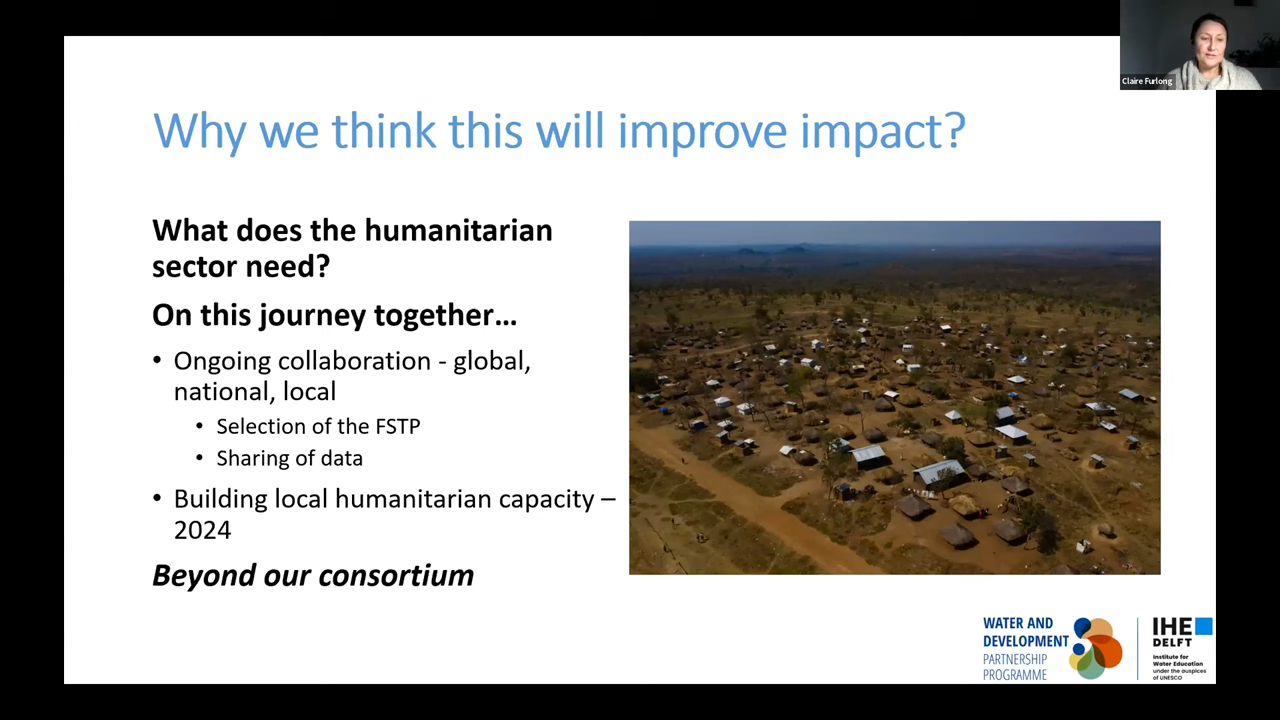 Claire Furlong
Why we think this will improve impact?
What does the humanitarian
sector need?
On this journey together…
• Ongoing collaboration - global,
national, local
• Selection of the FSTP
• Sharing of data
• Building local humanitarian capacity –
2024
Beyond our consortium
WATER AND
DEVELOPMENT
PARTNERSHIP
PROGRAMME
IHE
DELFT
Institute for
Water Education
under the auspices
of UNESCO